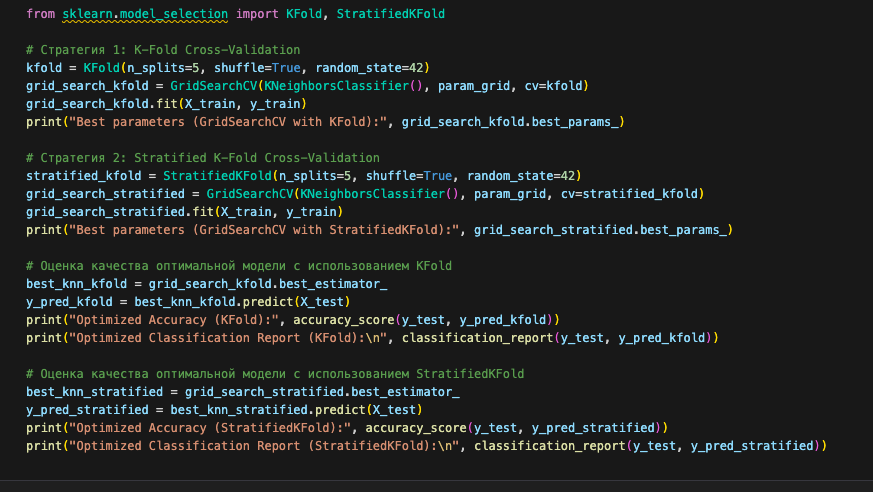 from sklearn.model_selection import KFold, StratifiedKFold
# Стратегия 1: K-Fold Cross-Validation
kfold = KFold(n_splits=5, shuffle=True, random_state=42)
grid_search_kfold = GridSearchCV(KNeighborsClassifier(), param_grid, cv=kfold)
grid_search_kfold.fit(X_train, y_train)
print("Best parameters (GridSearchCV with KFold):", grid_search_kfold.best_params_)
# Стратегия 2: Stratified K-Fold Cross-Validation
stratified_kfold = StratifiedKFold(n_splits=5, shuffle=True, random_state=42)
grid_search_stratified = GridSearchCV(KNeighborsClassifier(), param_grid, cv=stratified_kfold)
grid_search_stratified.fit(X_train, y_train)
print("Best parameters (GridSearchCV with StratifiedKFold):", grid_search_stratified.best_params_)
# Оценка качества оптимальной модели с использованием KFold
best_knn_kfold = grid_search_kfold.best_estimator_
y_pred_kfold = best_knn_kfold.predict(X_test)
print("Optimized Accuracy (KFold):", accuracy_score(y_test, y_pred_kfold))
print("Optimized Classification Report (KFold):\n", classification_report(y_test, y_pred_kfold))
# Оценка качества оптимальной модели с использованием StratifiedKFold
best_knn_stratified = grid_search_stratified.best_estimator_
y_pred_stratified = best_knn_stratified.predict(X_test)
print("Optimized Accuracy (StratifiedKFold):", accuracy_score(y_test, y_pred_stratified))
print("Optimized Classification Report (StratifiedKFold):\n", classification_report(y_test, y_pred_stratified))